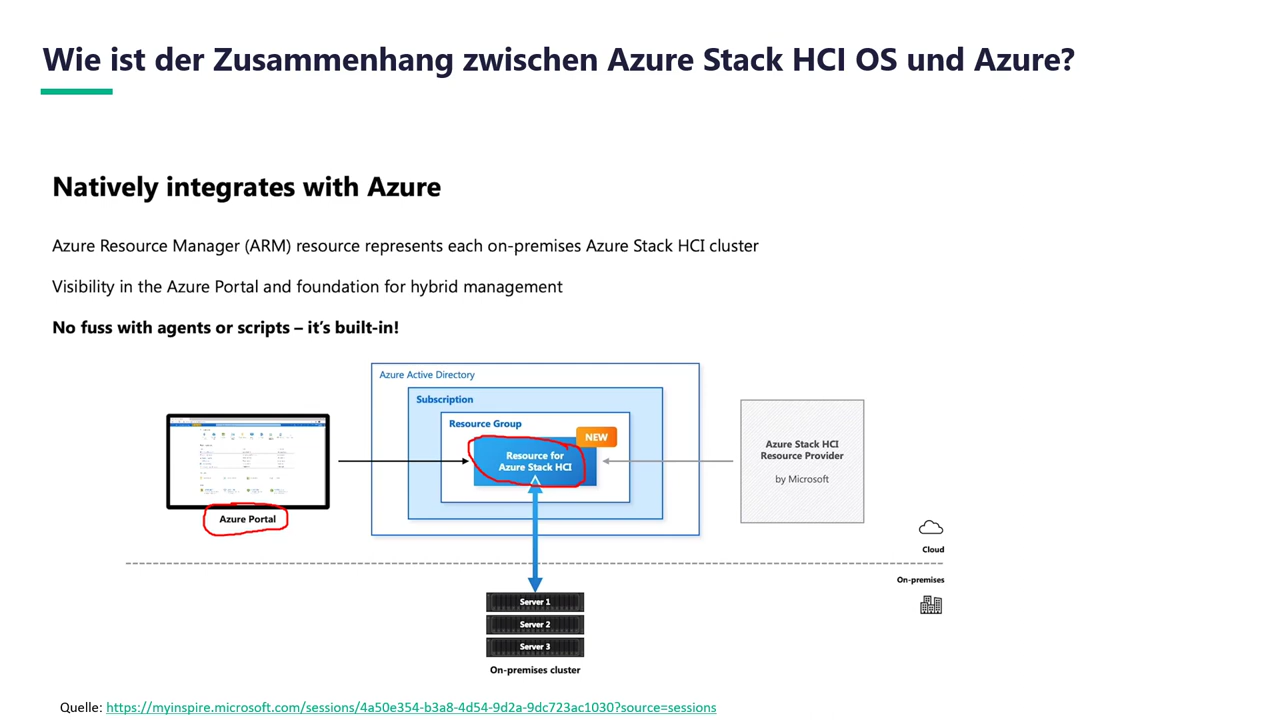 Wie ist der Zusammenhang zwischen Azure Stack HCI OS und Azure?
Natively integrates with Azure
Azure Resource Manager (ARM) resource represents each on-premises Azure Stack HCI cluster
Visibility in the Azure Portal and foundation for hybrid management
No fuss with agents or scripts – it's built-in!
Azure Active Directory
Subscription
Resource Group
NEW
Resource for
Azure Stack HCI
Azure Portal
Azure Stack HCI
Resource Provider
by Microsoft
Cloud
On-premises
Server 1
Server 2
Server 3
On-premises cluster
Quelle: https://myinspire.microsoft.com/sessions/4a50e354-b3a8-4d54-9d2a-9dc723ac1030?source=sessions